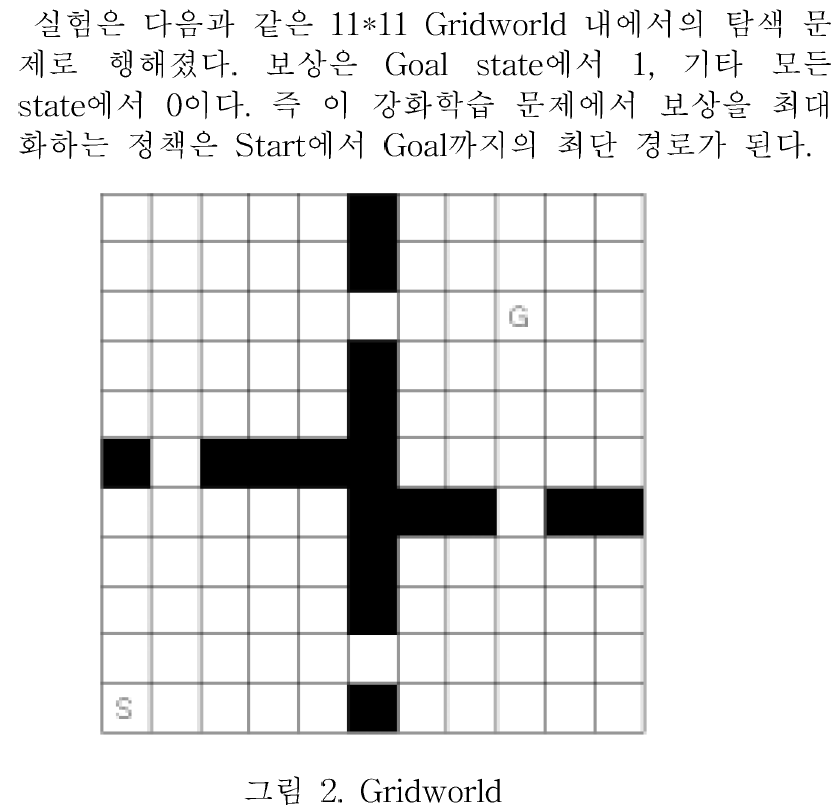 실험은 다음과 같은 11*11 Gridworld 내에서의 탐색 문
제로 행해졌다. 보상은 Goal state에서 1, 기타 모든
state에서 0이다. 즉 이 강화학습 문제에서 보상을 최대
화하는 정책은 Start에서 Goal까지의 최단 경로가 된다.
G
S
그림 2. Gridworld